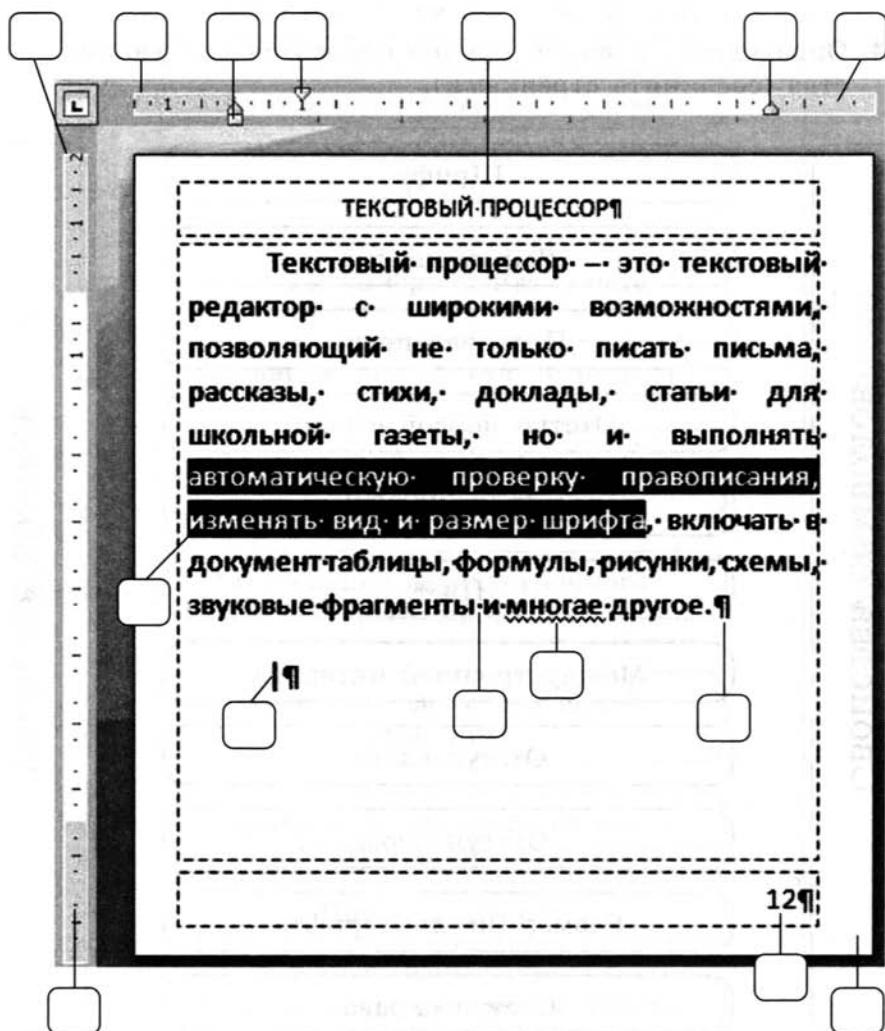 ТЕКСТОВЫЙ·ПРОЦЕССОР¶
Текстовый· процессор· –· это· текстовый·
редактор· с· широкими· возможностями,·
позволяющий· не· только· писать· письма,·
рассказы,· стихи,· доклады,· статьи· для·
школьной· газеты,· но· и· выполнять·
автоматическую· проверку· правописания,
изменять· вид· и· размер· шрифта,· включать· в·
документ·таблицы,·формулы,·рисунки,·схемы,·
звуковые·фрагменты·и·многае·другое.¶
¶
12¶